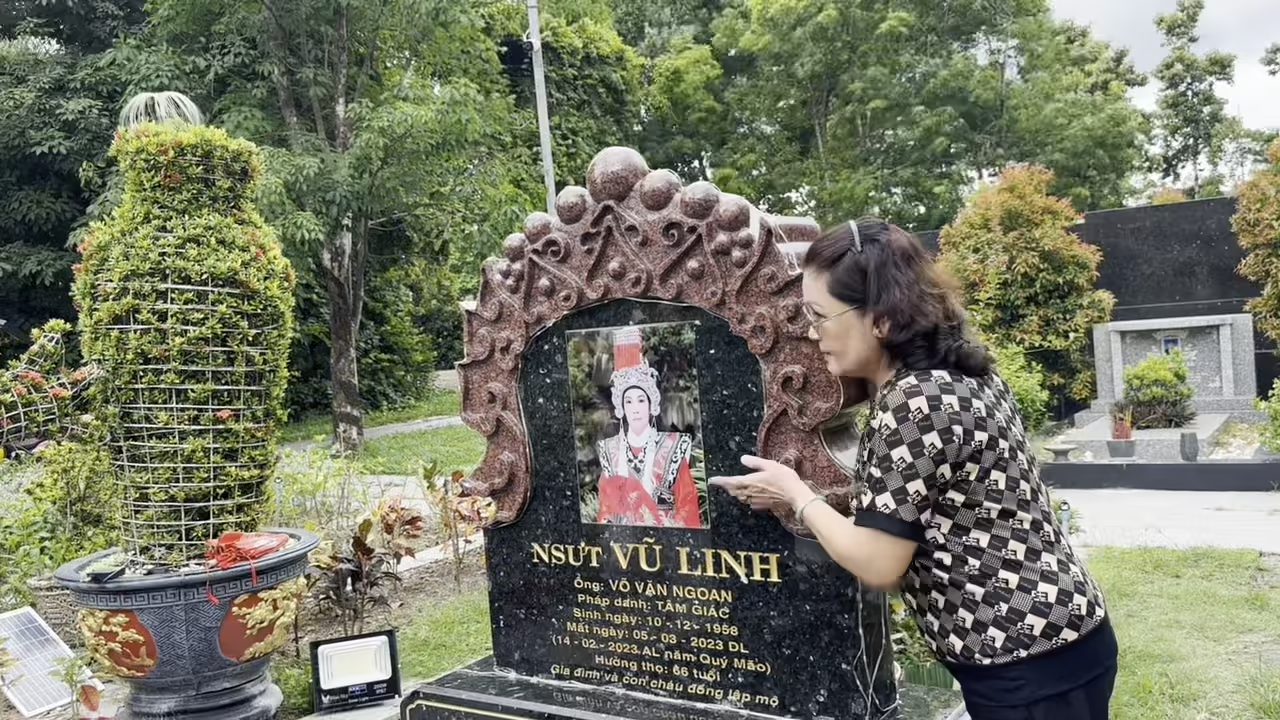 NSƯT VŨ LINH
Ông: VÕ VĂN NGOAN
Pháp danh: TÂM GIÁC
Sinh ngày: 10 - 12 - 1958
Mất ngày: 05 - 03 - 2023 DL
(14 - 02 - 2023 AL năm Quý Mão)
Hưởng thọ: 66 tuổi
Gia đình và con cháu đồng lập mộ